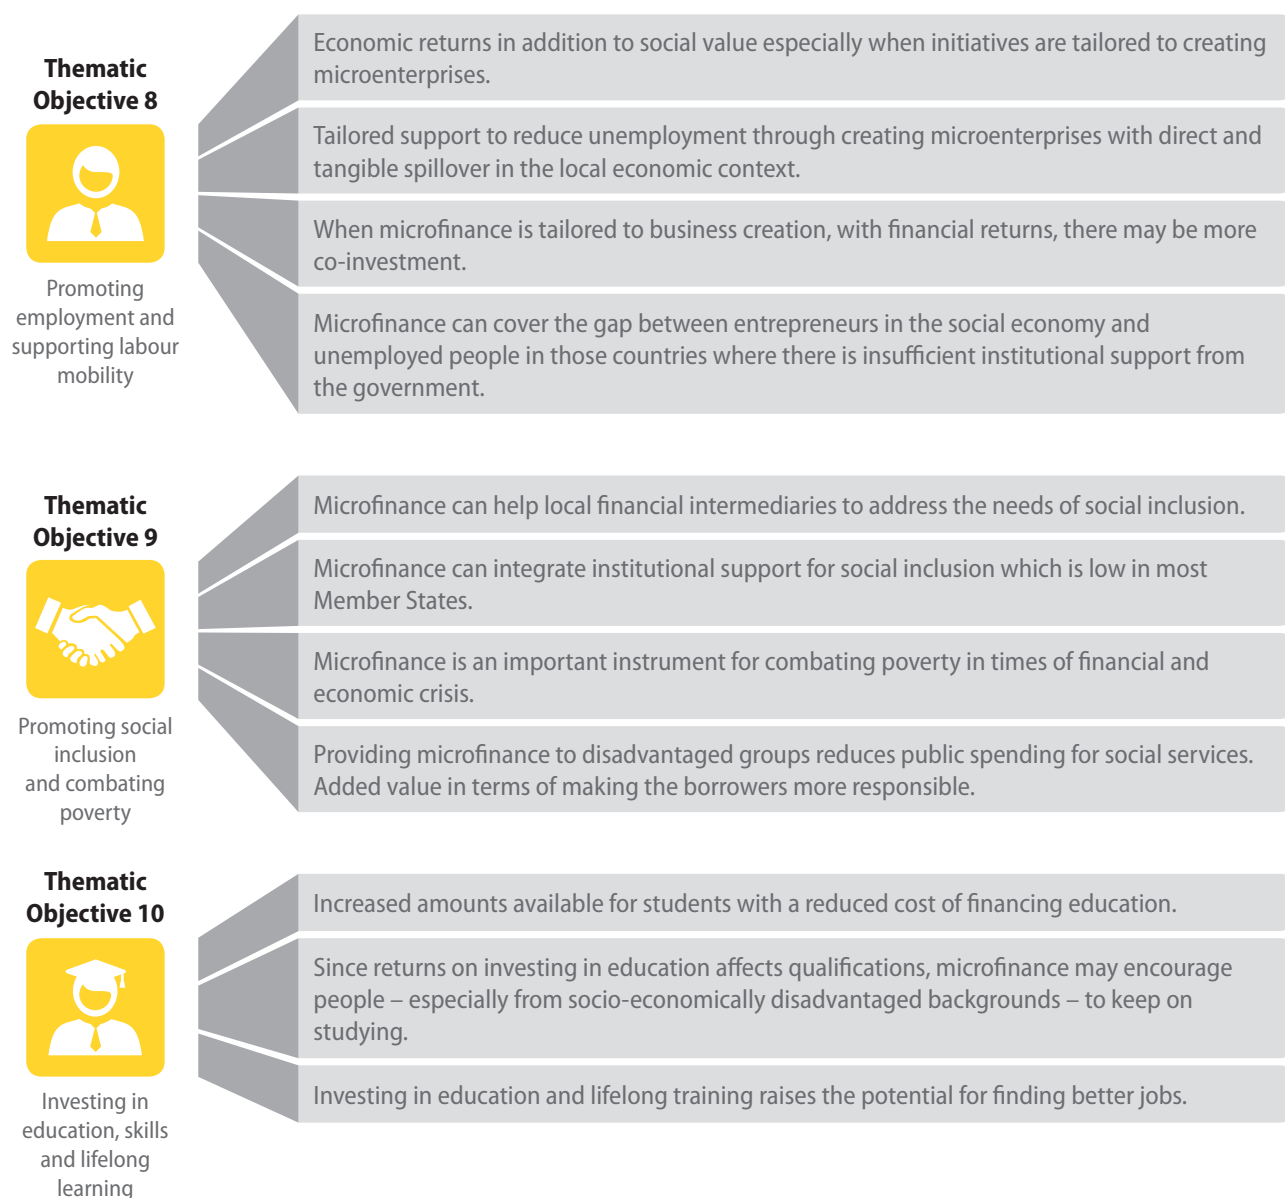 Thematic
Objective 8
Promoting
employment and
supporting labour
mobility
Economic returns in addition to social value especially when initiatives are tailored to creating
microenterprises.
Tailored support to reduce unemployment through creating microenterprises with direct and
tangible spillover in the local economic context.
When microfinance is tailored to business creation, with financial returns, there may be more
co-investment.
Microfinance can cover the gap between entrepreneurs in the social economy and
unemployed people in those countries where there is insufficient institutional support from
the government.
Thematic
Objective 9
Promoting social
inclusion
and combating
poverty
Microfinance can help local financial intermediaries to address the needs of social inclusion.
Microfinance can integrate institutional support for social inclusion which is low in most
Member States.
Microfinance is an important instrument for combating poverty in times of financial and
economic crisis.
Providing microfinance to disadvantaged groups reduces public spending for social services.
Added value in terms of making the borrowers more responsible.
Thematic
Objective 10
Investing in
education, skills
and lifelong
learning
Increased amounts available for students with a reduced cost of financing education.
Since returns on investing in education affects qualifications, microfinance may encourage
people – especially from socio-economically disadvantaged backgrounds – to keep on
studying.
Investing in education and lifelong training raises the potential for finding better jobs.